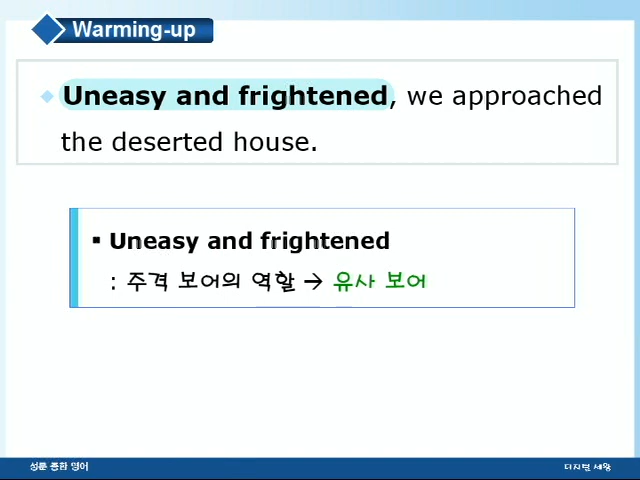 Warming-up
Uneasy and frightened, we approached
the deserted house.
▪ Uneasy and frightened
: 주격 보어의 역할 → 유사 보어
성문 종합 영어
디지털 세왕